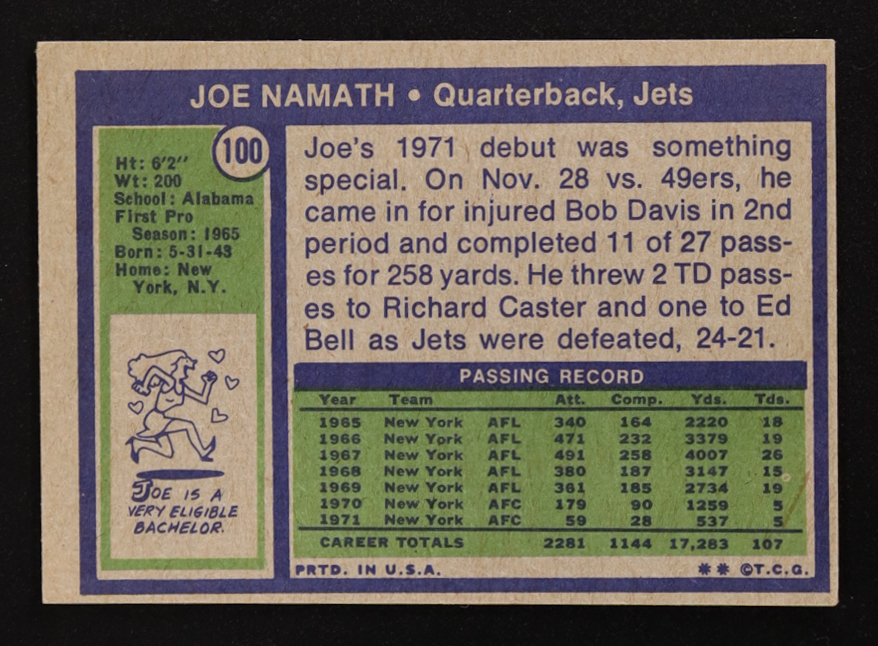 JOE NAMATH • Quarterback, Jets
100
Ht: 6'2''
Wt: 200
School: Alabama
First Pro
Season: 1965
Born: 5-31-43
Home: New
York, N.Y.
JOE IS A
VERY ELIGIBLE
BACHELOR.
Joe's 1971 debut was something
special. On Nov. 28 vs. 49ers, he
came in for injured Bob Davis in 2nd
period and completed 11 of 27 pass-
es for 258 yards. He threw 2 TD pass-
es to Richard Caster and one to Ed
Bell as Jets were defeated, 24-21.
PASSING RECORD
Year Team Att. Comp. Yds. Tds.
1965 New York AFL 340 164 2220 18
1966 New York AFL 471 232 3379 19
1967 New York AFL 491 258 4007 26
1968 New York AFL 380 187 3147 15
1969 New York AFL 361 185 2734 19
1970 New York AFC 179 90 1259 5
1971 New York AFC 59 28 537 5
CAREER TOTALS 2281 1144 17,283 107
PRTD. IN U.S.A. ** ©T.C.G.